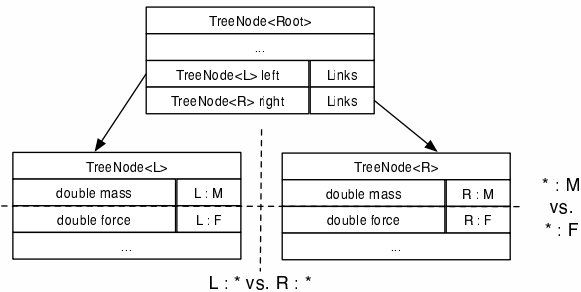 TreeNode<Root>
...
TreeNode<L> left Links
TreeNode<R> right Links
TreeNode<L>
double mass L : M
double force L : F
...
TreeNode<R>
double mass R : M
double force R : F
...
* : M
vs.
* : F
L : * vs. R : *